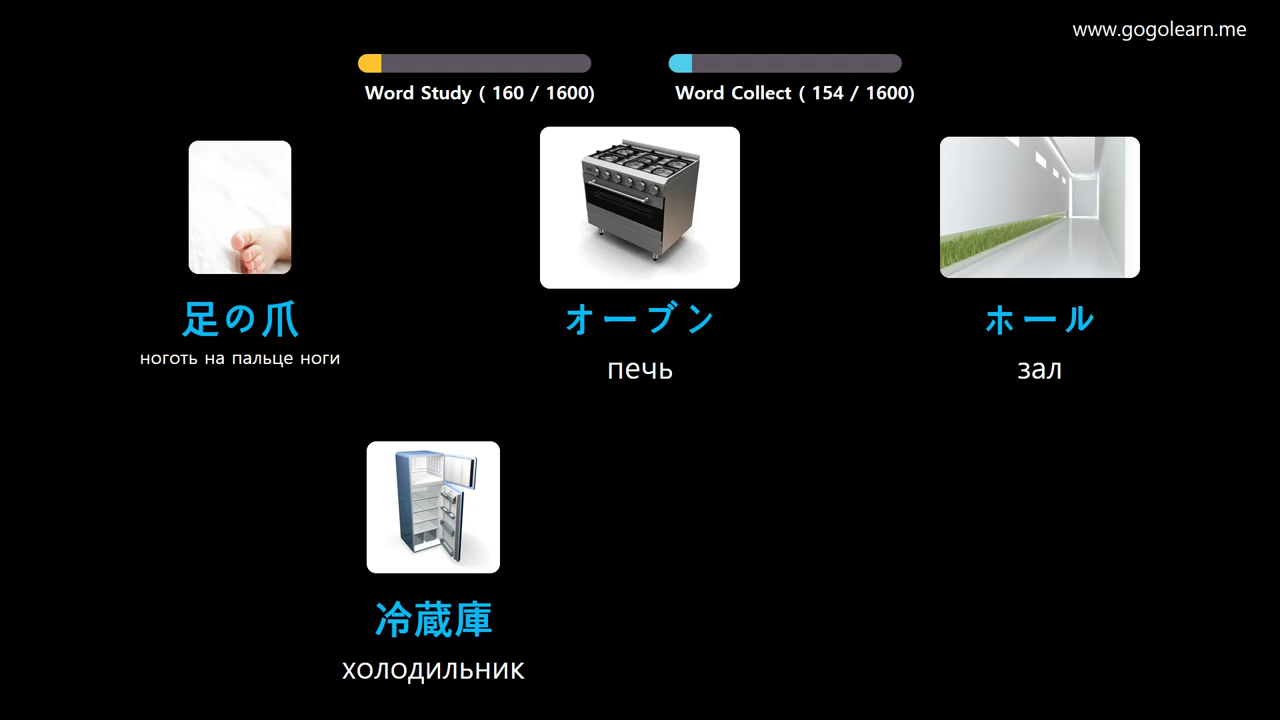 www.gogolearn.me
Word Study ( 160 / 1600)
Word Collect ( 154 / 1600)
足の爪
ноготь на пальце ноги
オーブン
печь
ホール
зал
冷蔵庫
холодильник